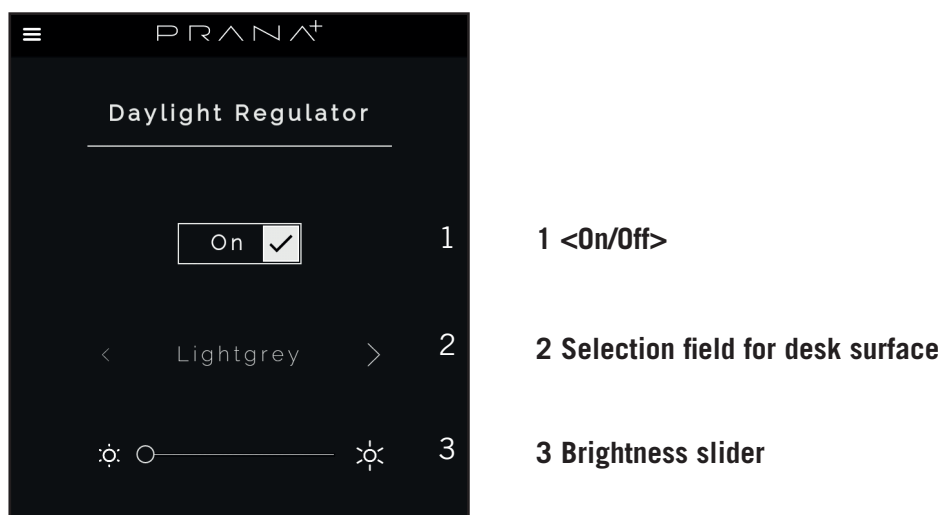 PRANA+
Daylight Regulator
On
1
1 <On/Off>
Lightgrey
2
2 Selection field for desk surface
3
3 Brightness slider